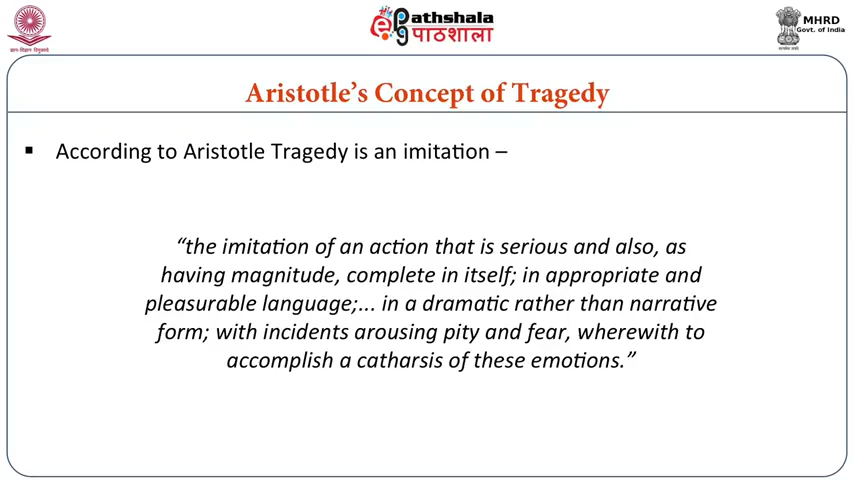 ePathshala
पाठशाला
MHRD
Govt. of India
Aristotle’s Concept of Tragedy
▪ According to Aristotle Tragedy is an imitation –
“the imitation of an action that is serious and also, as
having magnitude, complete in itself; in appropriate and
pleasurable language;... in a dramatic rather than narrative
form; with incidents arousing pity and fear, wherewith to
accomplish a catharsis of these emotions.”